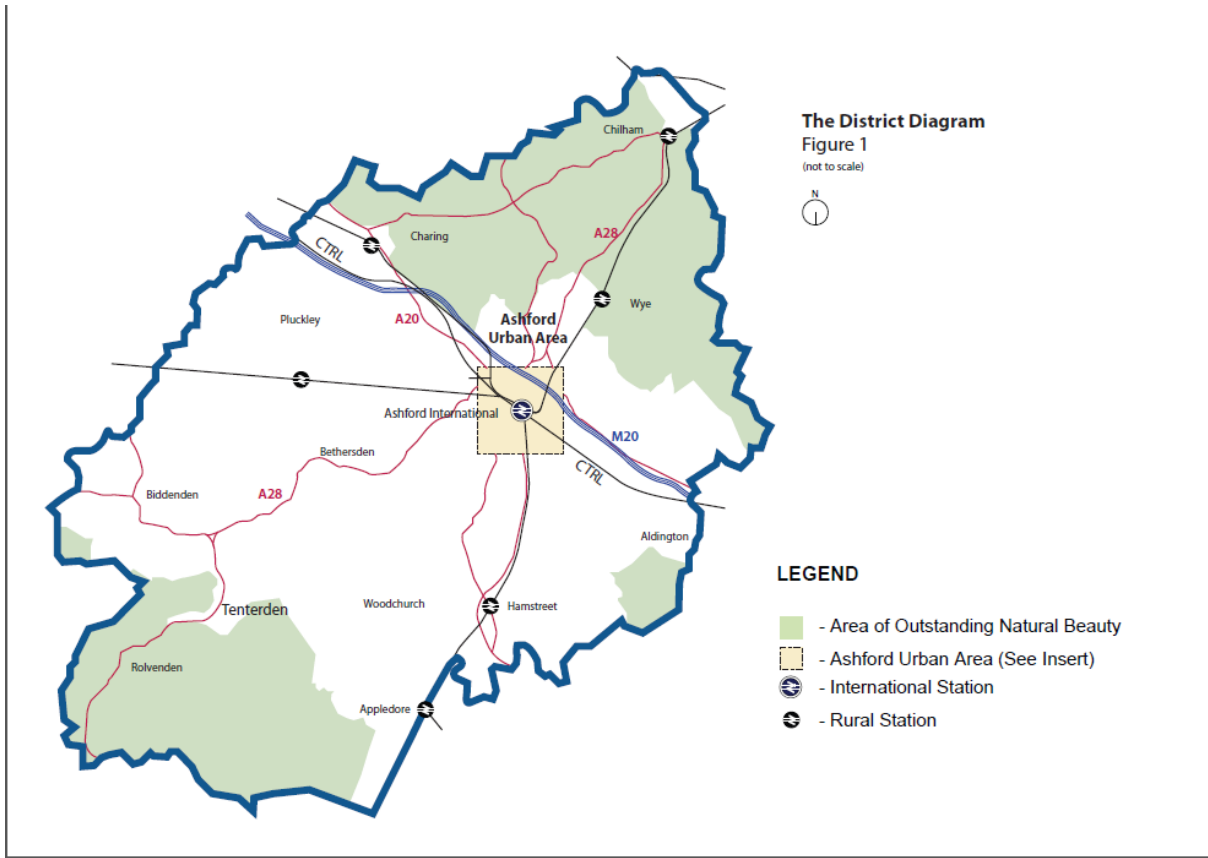 The District Diagram
Figure 1
(not to scale)
N
Chilham
A28
Charing
CTRL
Wye
Pluckley
A20
Ashford
Urban Area
Ashford International
M20
Bethersden
CTRL
Biddenden
A28
Aldington
Woodchurch
Hamstreet
Tenterden
Rolvenden
Appledore
LEGEND
- Area of Outstanding Natural Beauty
- Ashford Urban Area (See Insert)
- International Station
- Rural Station